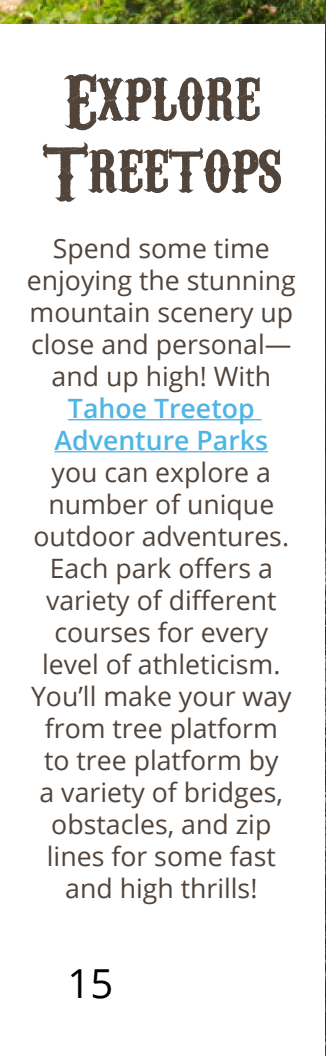 Explore
Treetops
Spend some time
enjoying the stunning
mountain scenery up
close and personal—
and up high! With
Tahoe Treetop
Adventure Parks
you can explore a
number of unique
outdoor adventures.
Each park offers a
variety of different
courses for every
level of athleticism.
You’ll make your way
from tree platform
to tree platform by
a variety of bridges,
obstacles, and zip
lines for some fast
and high thrills!
15